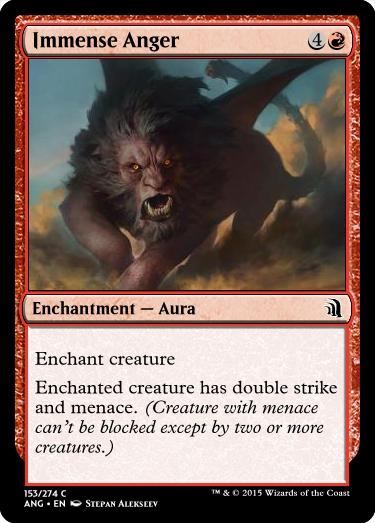 Immense Anger 4
Enchantment — Aura
Enchant creature
Enchanted creature has double strike
and menace. (Creature with menace
can't be blocked except by two or more
creatures.)
153/274 C
ANG • EN Stepan Alekseev
™ & © 2015 Wizards of the Coast